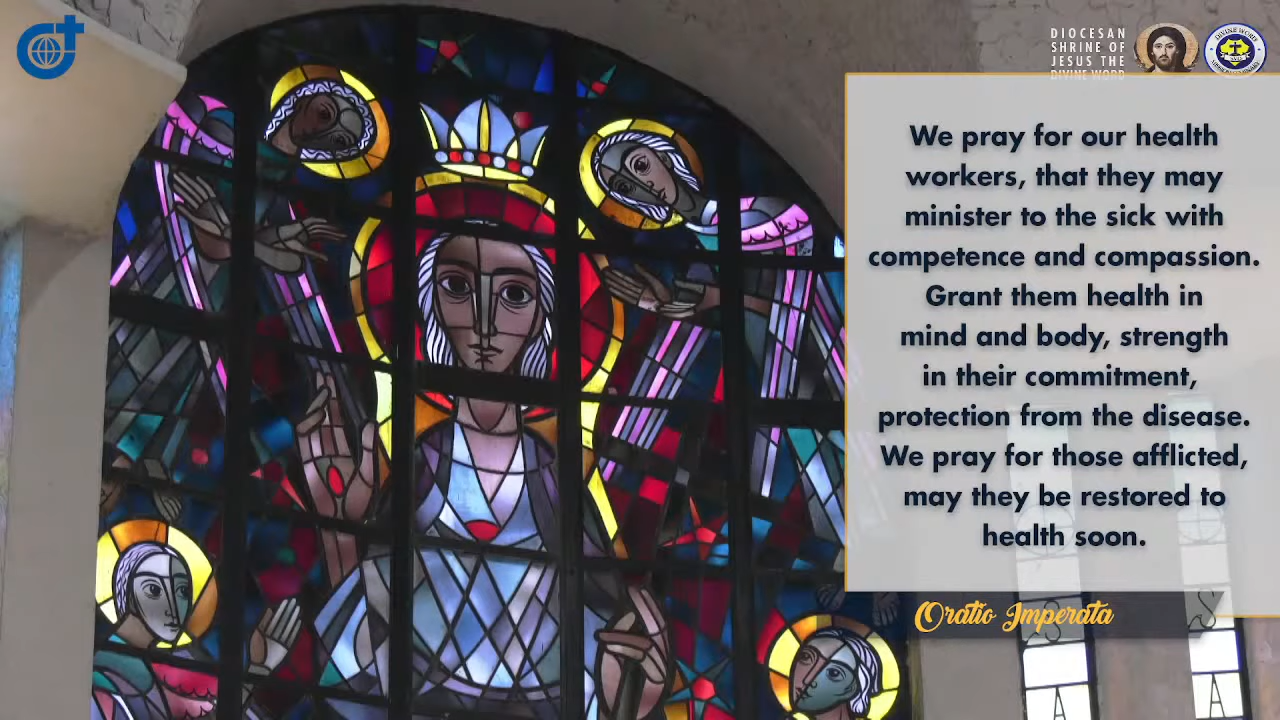 DIOCESAN
SHRINE OF
JESUS THE
DIVINE WORD
We pray for our health
workers, that they may
minister to the sick with
competence and compassion.
Grant them health in
mind and body, strength
in their commitment,
protection from the disease.
We pray for those afflicted,
may they be restored to
health soon.
Oratio Imperata
S
S
A
A